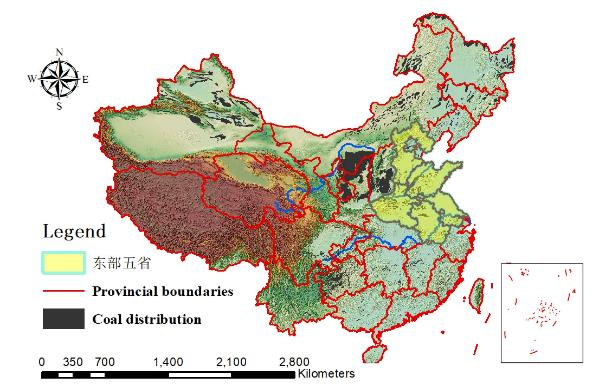 N
W E
S
Legend
东部五省
Provincial boundaries
Coal distribution
0 350 700 1,400 2,100 2,800
Kilometers